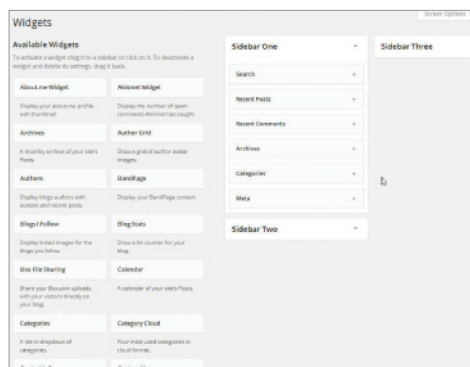 Screen Options
Widgets
Available Widgets
To activate a widget drag it to a sidebar or click on it. To deactivate a
widget and delete its settings, drag it back.
About.me Widget
Akismet Widget
Display your about.me profile
with thumbnail
Display the number of spam
comments Akismet has caught
Archives
Author Grid
A monthly archive of your site's
Posts.
Show a grid of author avatar
images.
Authors
BandPage
Display blogs authors with
avatars and recent posts.
Display your BandPage content
Blogs I Follow
Blog Stats
Display linked images for the
blogs you follow
Show a hit counter for your
blog.
Box File Sharing
Calendar
Share your Box.com uploads
with your visitors directly on
your blog.
A calendar of your site's Posts.
Categories
Category Cloud
A list or dropdown of
categories.
Your most used categories in
cloud format.
Sidebar One
Search
Recent Posts
Recent Comments
Archives
Categories
Meta
Sidebar Two
Sidebar Three